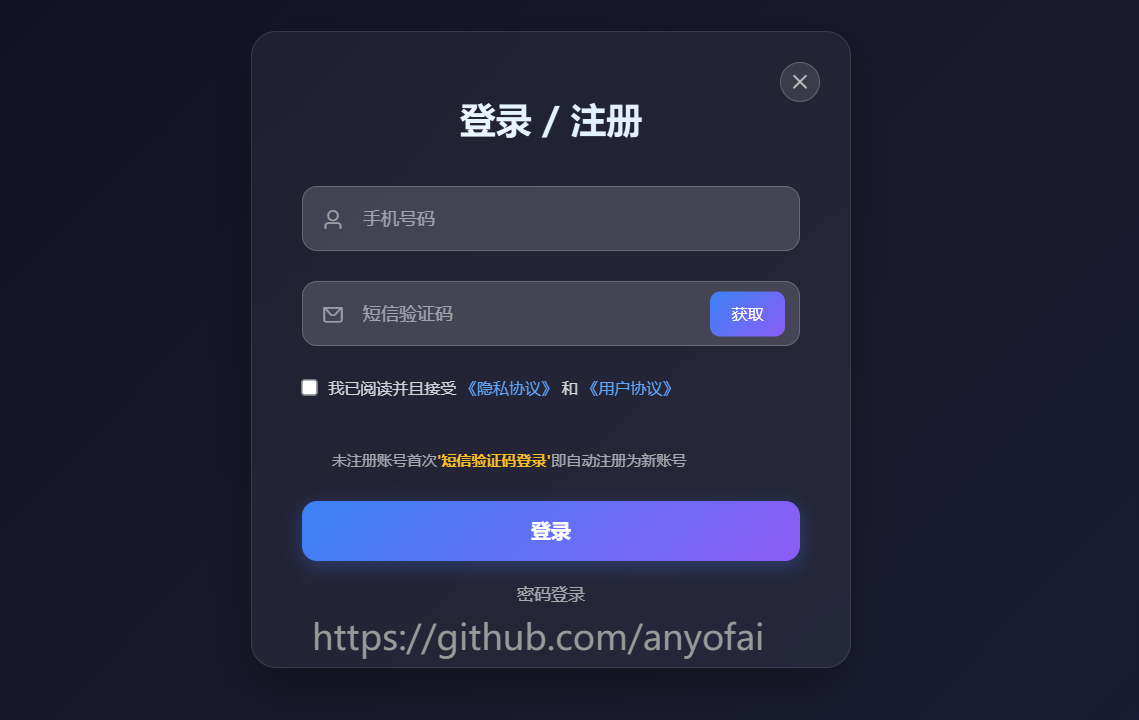 登录 / 注册
手机号码
短信验证码 获取
我已阅读并且接受 《隐私协议》 和 《用户协议》
未注册账号首次'短信验证码登录'即自动注册为新账号
登录
密码登录
https://github.com/anyofai